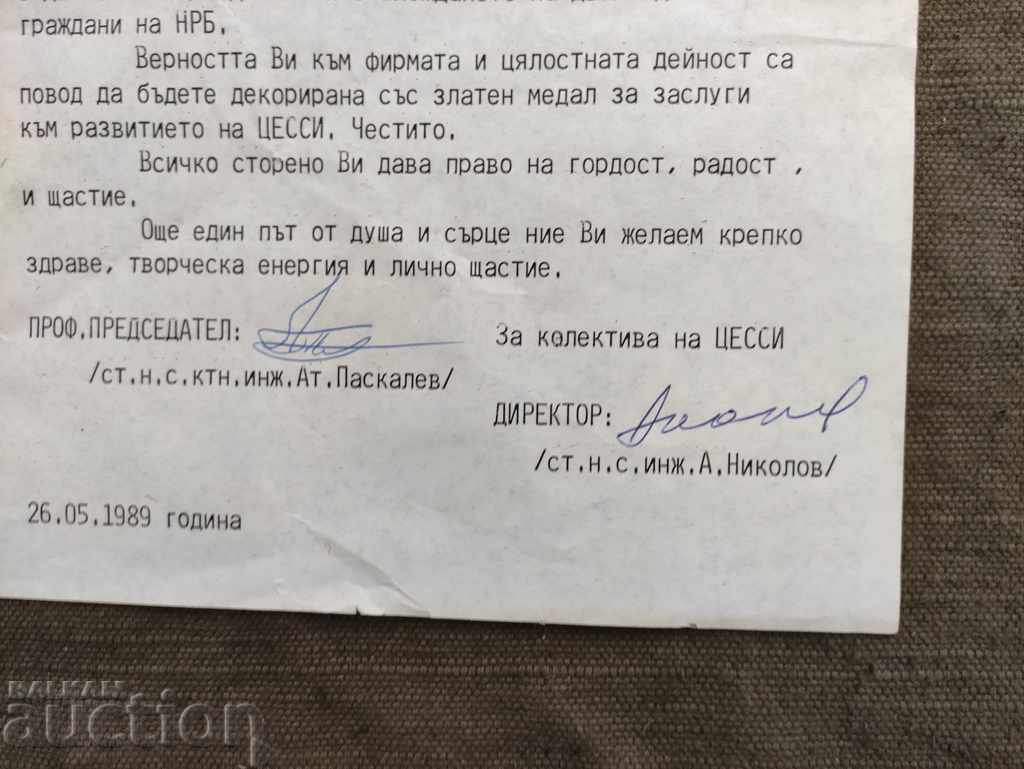 граждани на НРБ.
Верността Ви към фирмата и цялостната дейност са
повод да бъдете декорирана със златен медал за заслуги
към развитието на ЦЕССИ. Честито.
Всичко сторено Ви дава право на гордост, радост ,
и щастие.
Още един път от душа и сърце ние Ви желаем крепко
здраве, творческа енергия и лично щастие.
ПРОФ.ПРЕДСЕДАТЕЛ:
/ст.н.с.ктн.инж.Ат.Паскалев/
За колектива на ЦЕССИ
ДИРЕКТОР:
/ст.н.с.инж.А.Николов/
26.05.1989 година
BALKAN
auction